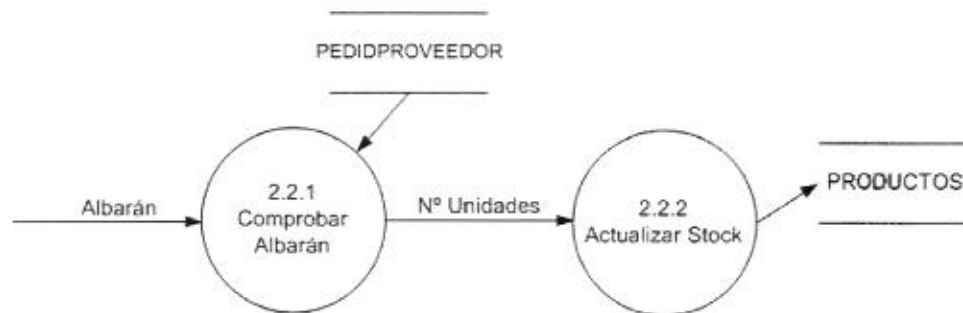 PEDIDPROVEEDOR
Albarán
2.2.1
Comprobar
Albarán
Nº Unidades
2.2.2
Actualizar Stock
PRODUCTOS